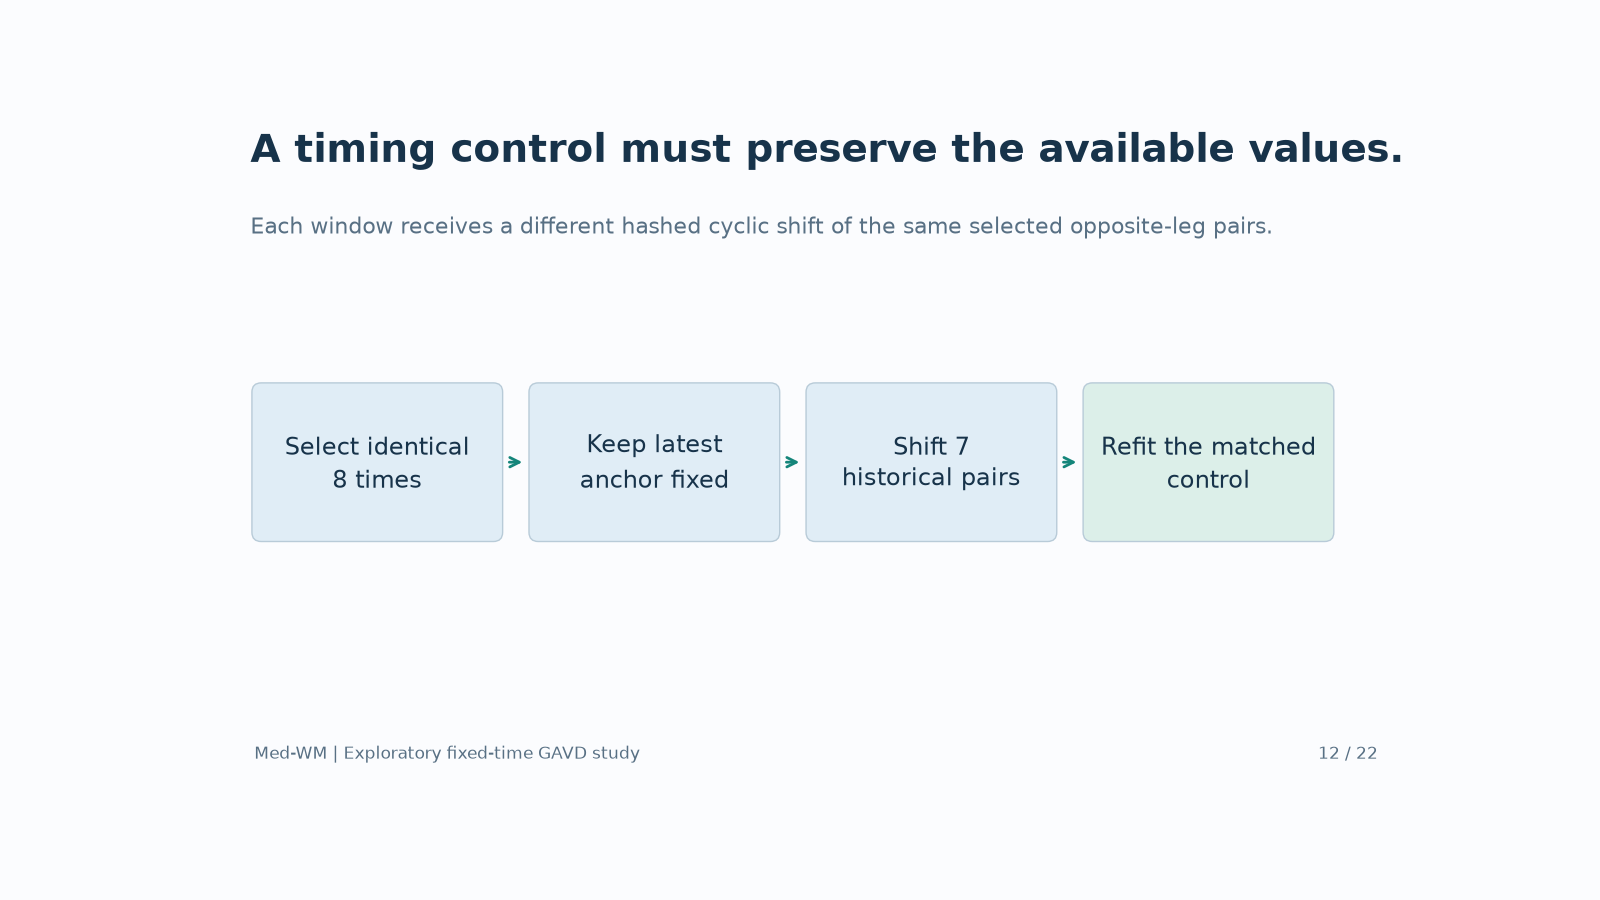 A timing control must preserve the available values.
Each window receives a different hashed cyclic shift of the same selected opposite-leg pairs.
Select identical
8 times
Keep latest
anchor fixed
Shift 7
historical pairs
Refit the matched
control
Med-WM | Exploratory fixed-time GAVD study
12 / 22